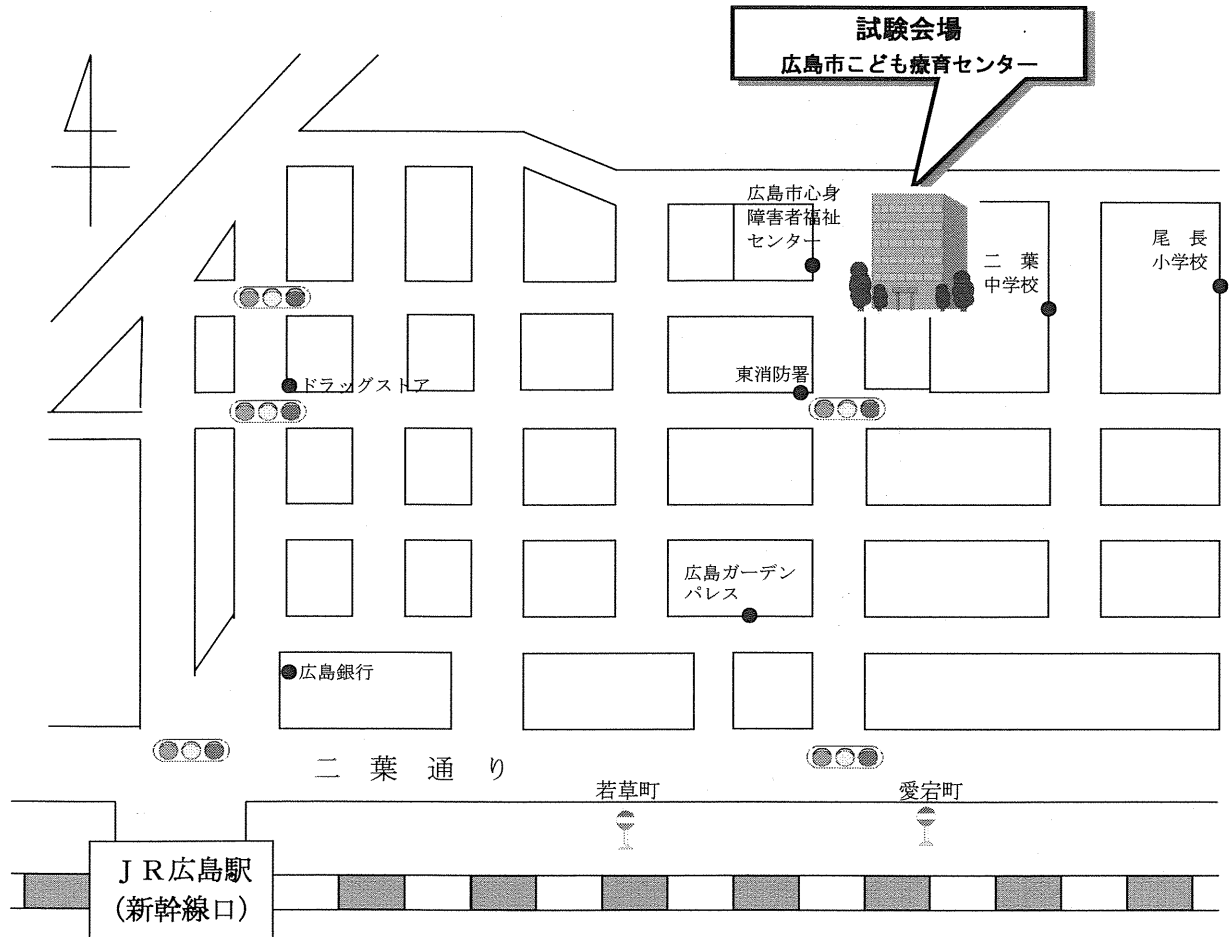 試験会場
広島市こども療育センター
広島市心身
障害者福祉
センター
二　葉
中学校
尾　長
小学校
ドラッグストア
東消防署
広島ガーデン
パレス
広島銀行
二　葉　通　り
若草町
愛宕町
ＪＲ広島駅
（新幹線口）